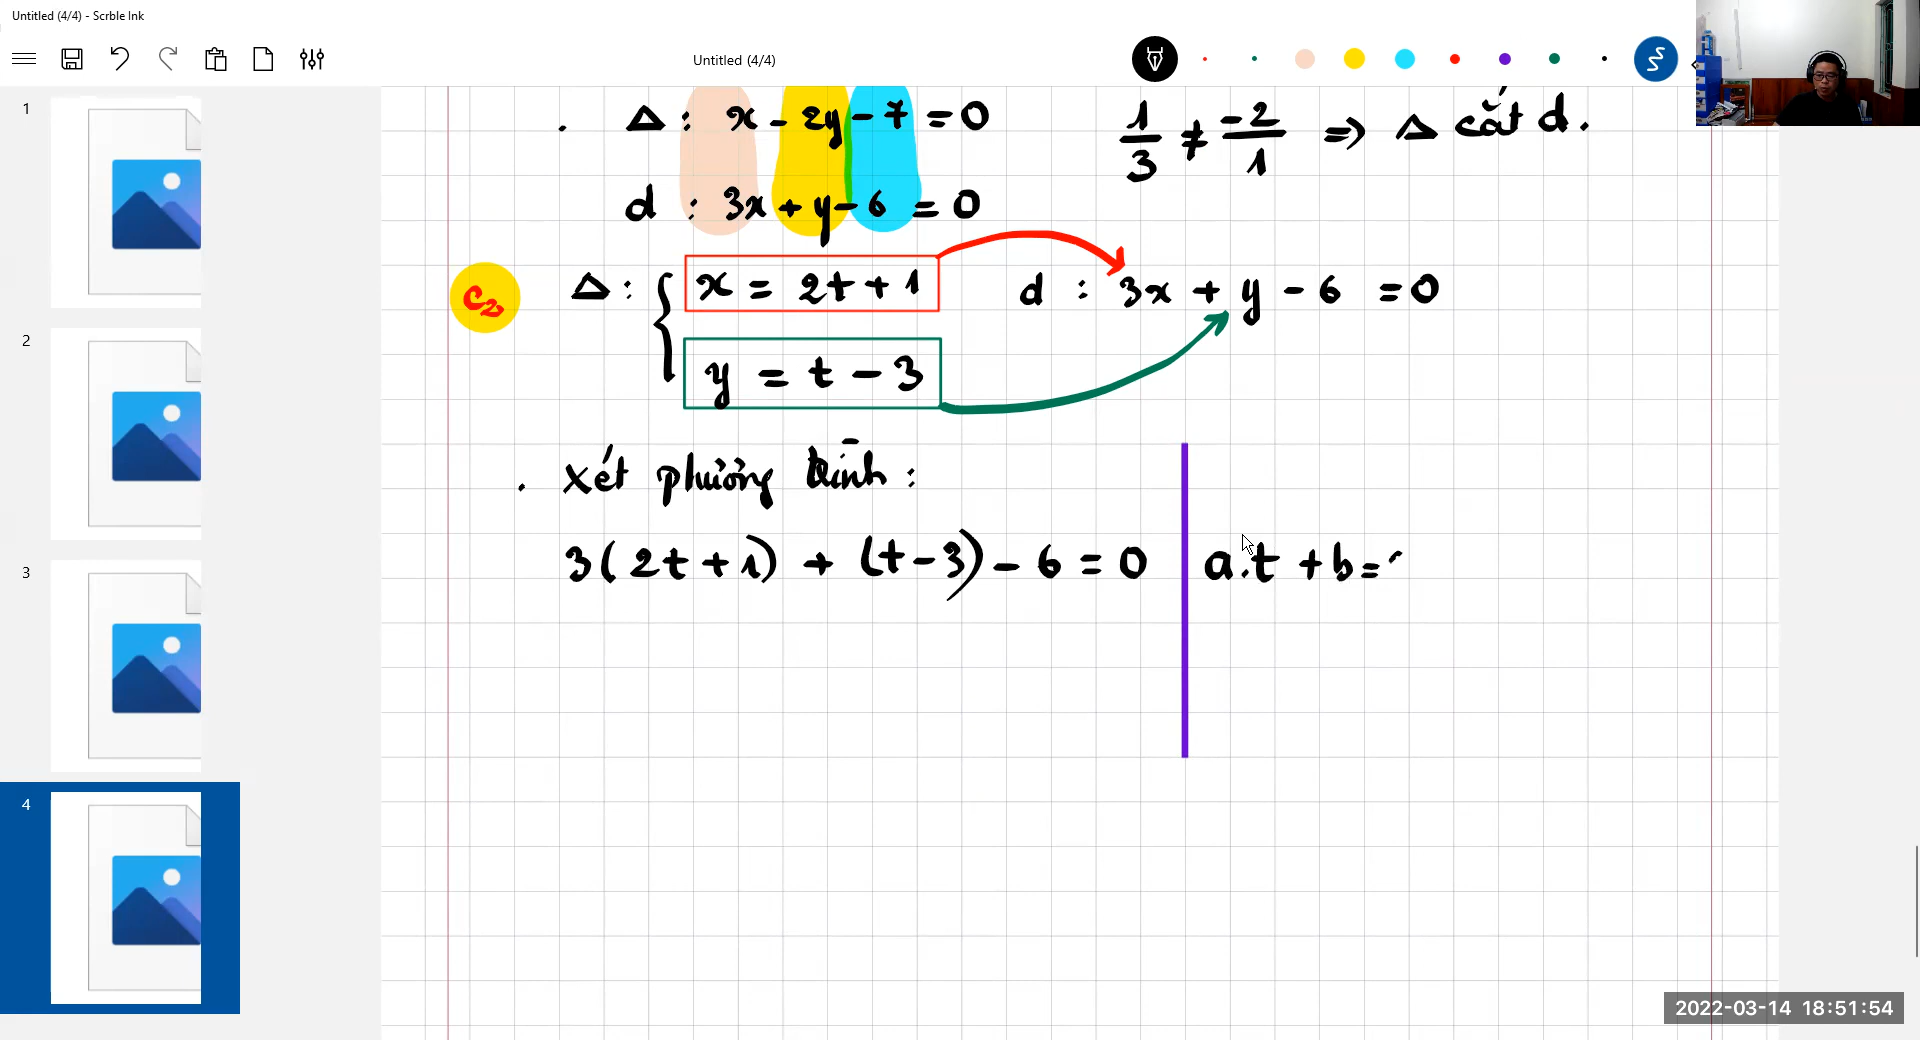 Untitled (4/4) - Scrble Ink
Untitled (4/4)
1
2
3
4
. Δ : x - 2y - 7 = 0
1/3 ≠ -2/1 => Δ cắt d.
d : 3x + y - 6 = 0
C2
Δ : { x = 2t + 1
y = t - 3
d : 3x + y - 6 = 0
. Xét phương trình :
3(2t + 1) + (t - 3) - 6 = 0
a.t + b =
2022-03-14 18:51:54